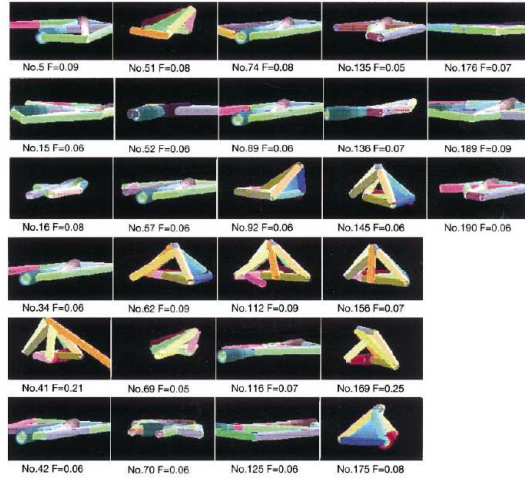 No.5 F=0.09 No.51 F=0.08 No.74 F=0.08 No.135 F=0.05 No.176 F=0.07
No.15 F=0.06 No.52 F=0.06 No.89 F=0.06 No.136 F=0.07 No.189 F=0.09
No.16 F=0.08 No.57 F=0.06 No.92 F=0.06 No.145 F=0.06 No.190 F=0.06
No.34 F=0.06 No.62 F=0.09 No.112 F=0.09 No.156 F=0.07
No.41 F=0.21 No.69 F=0.05 No.116 F=0.07 No.169 F=0.25
No.42 F=0.06 No.70 F=0.06 No.125 F=0.06 No.175 F=0.08